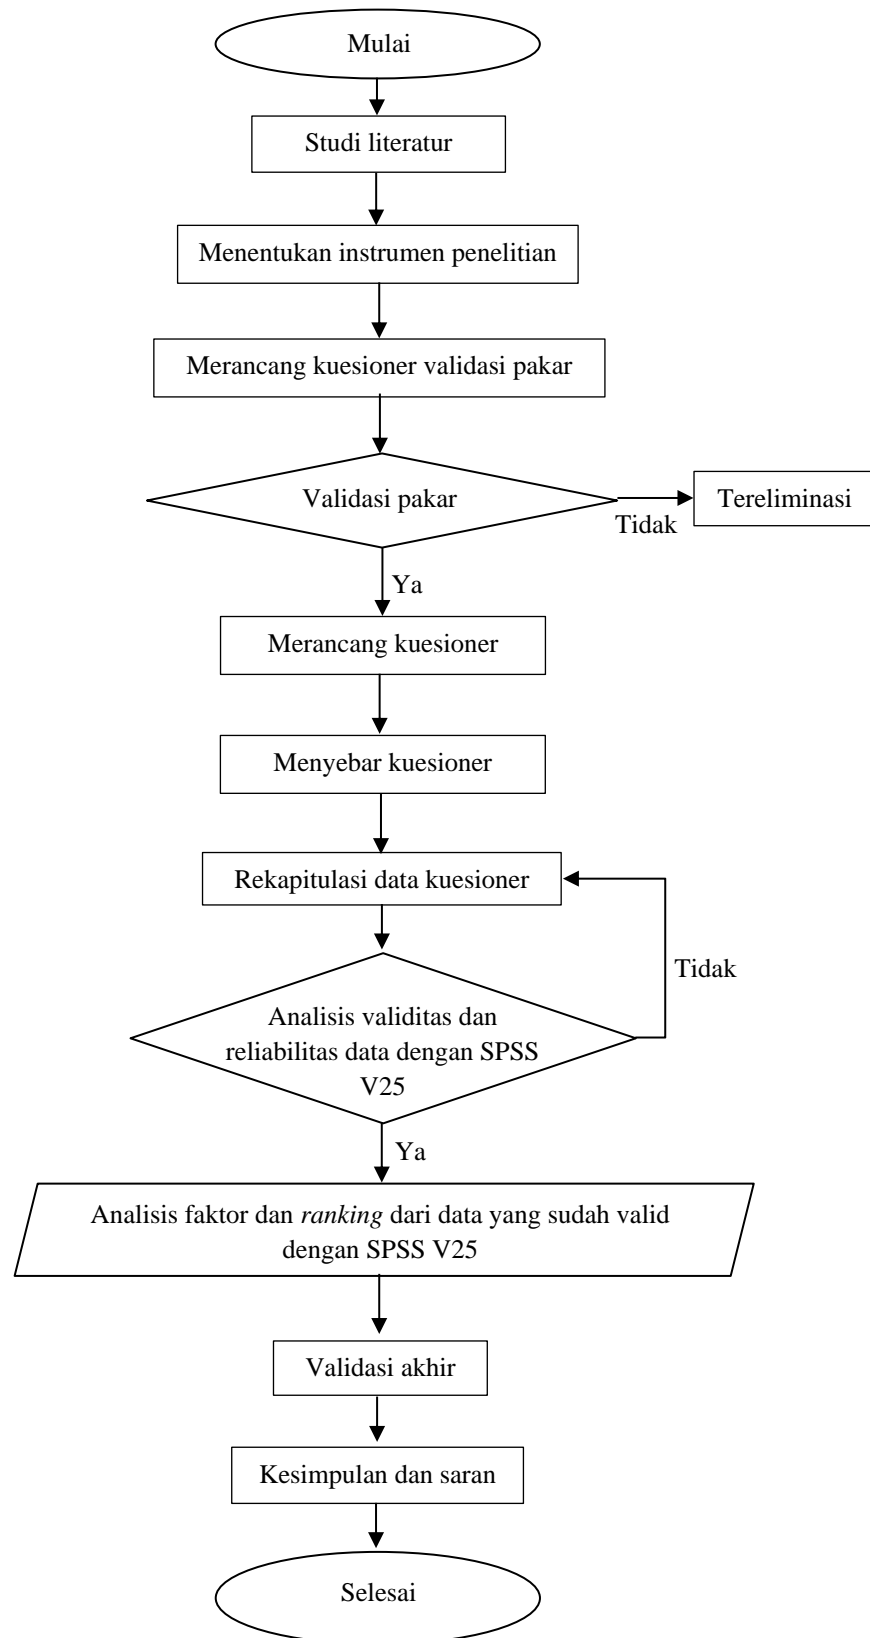 Mulai
Studi literatur
Menentukan instrumen penelitian
Merancang kuesioner validasi pakar
Validasi pakar
Tereliminasi
Tidak
Ya
Merancang kuesioner
Menyebar kuesioner
Rekapitulasi data kuesioner
Tidak
Analisis validitas dan
reliabilitas data dengan SPSS
V25
Ya
Analisis faktor dan ranking dari data yang sudah valid
dengan SPSS V25
Validasi akhir
Kesimpulan dan saran
Selesai